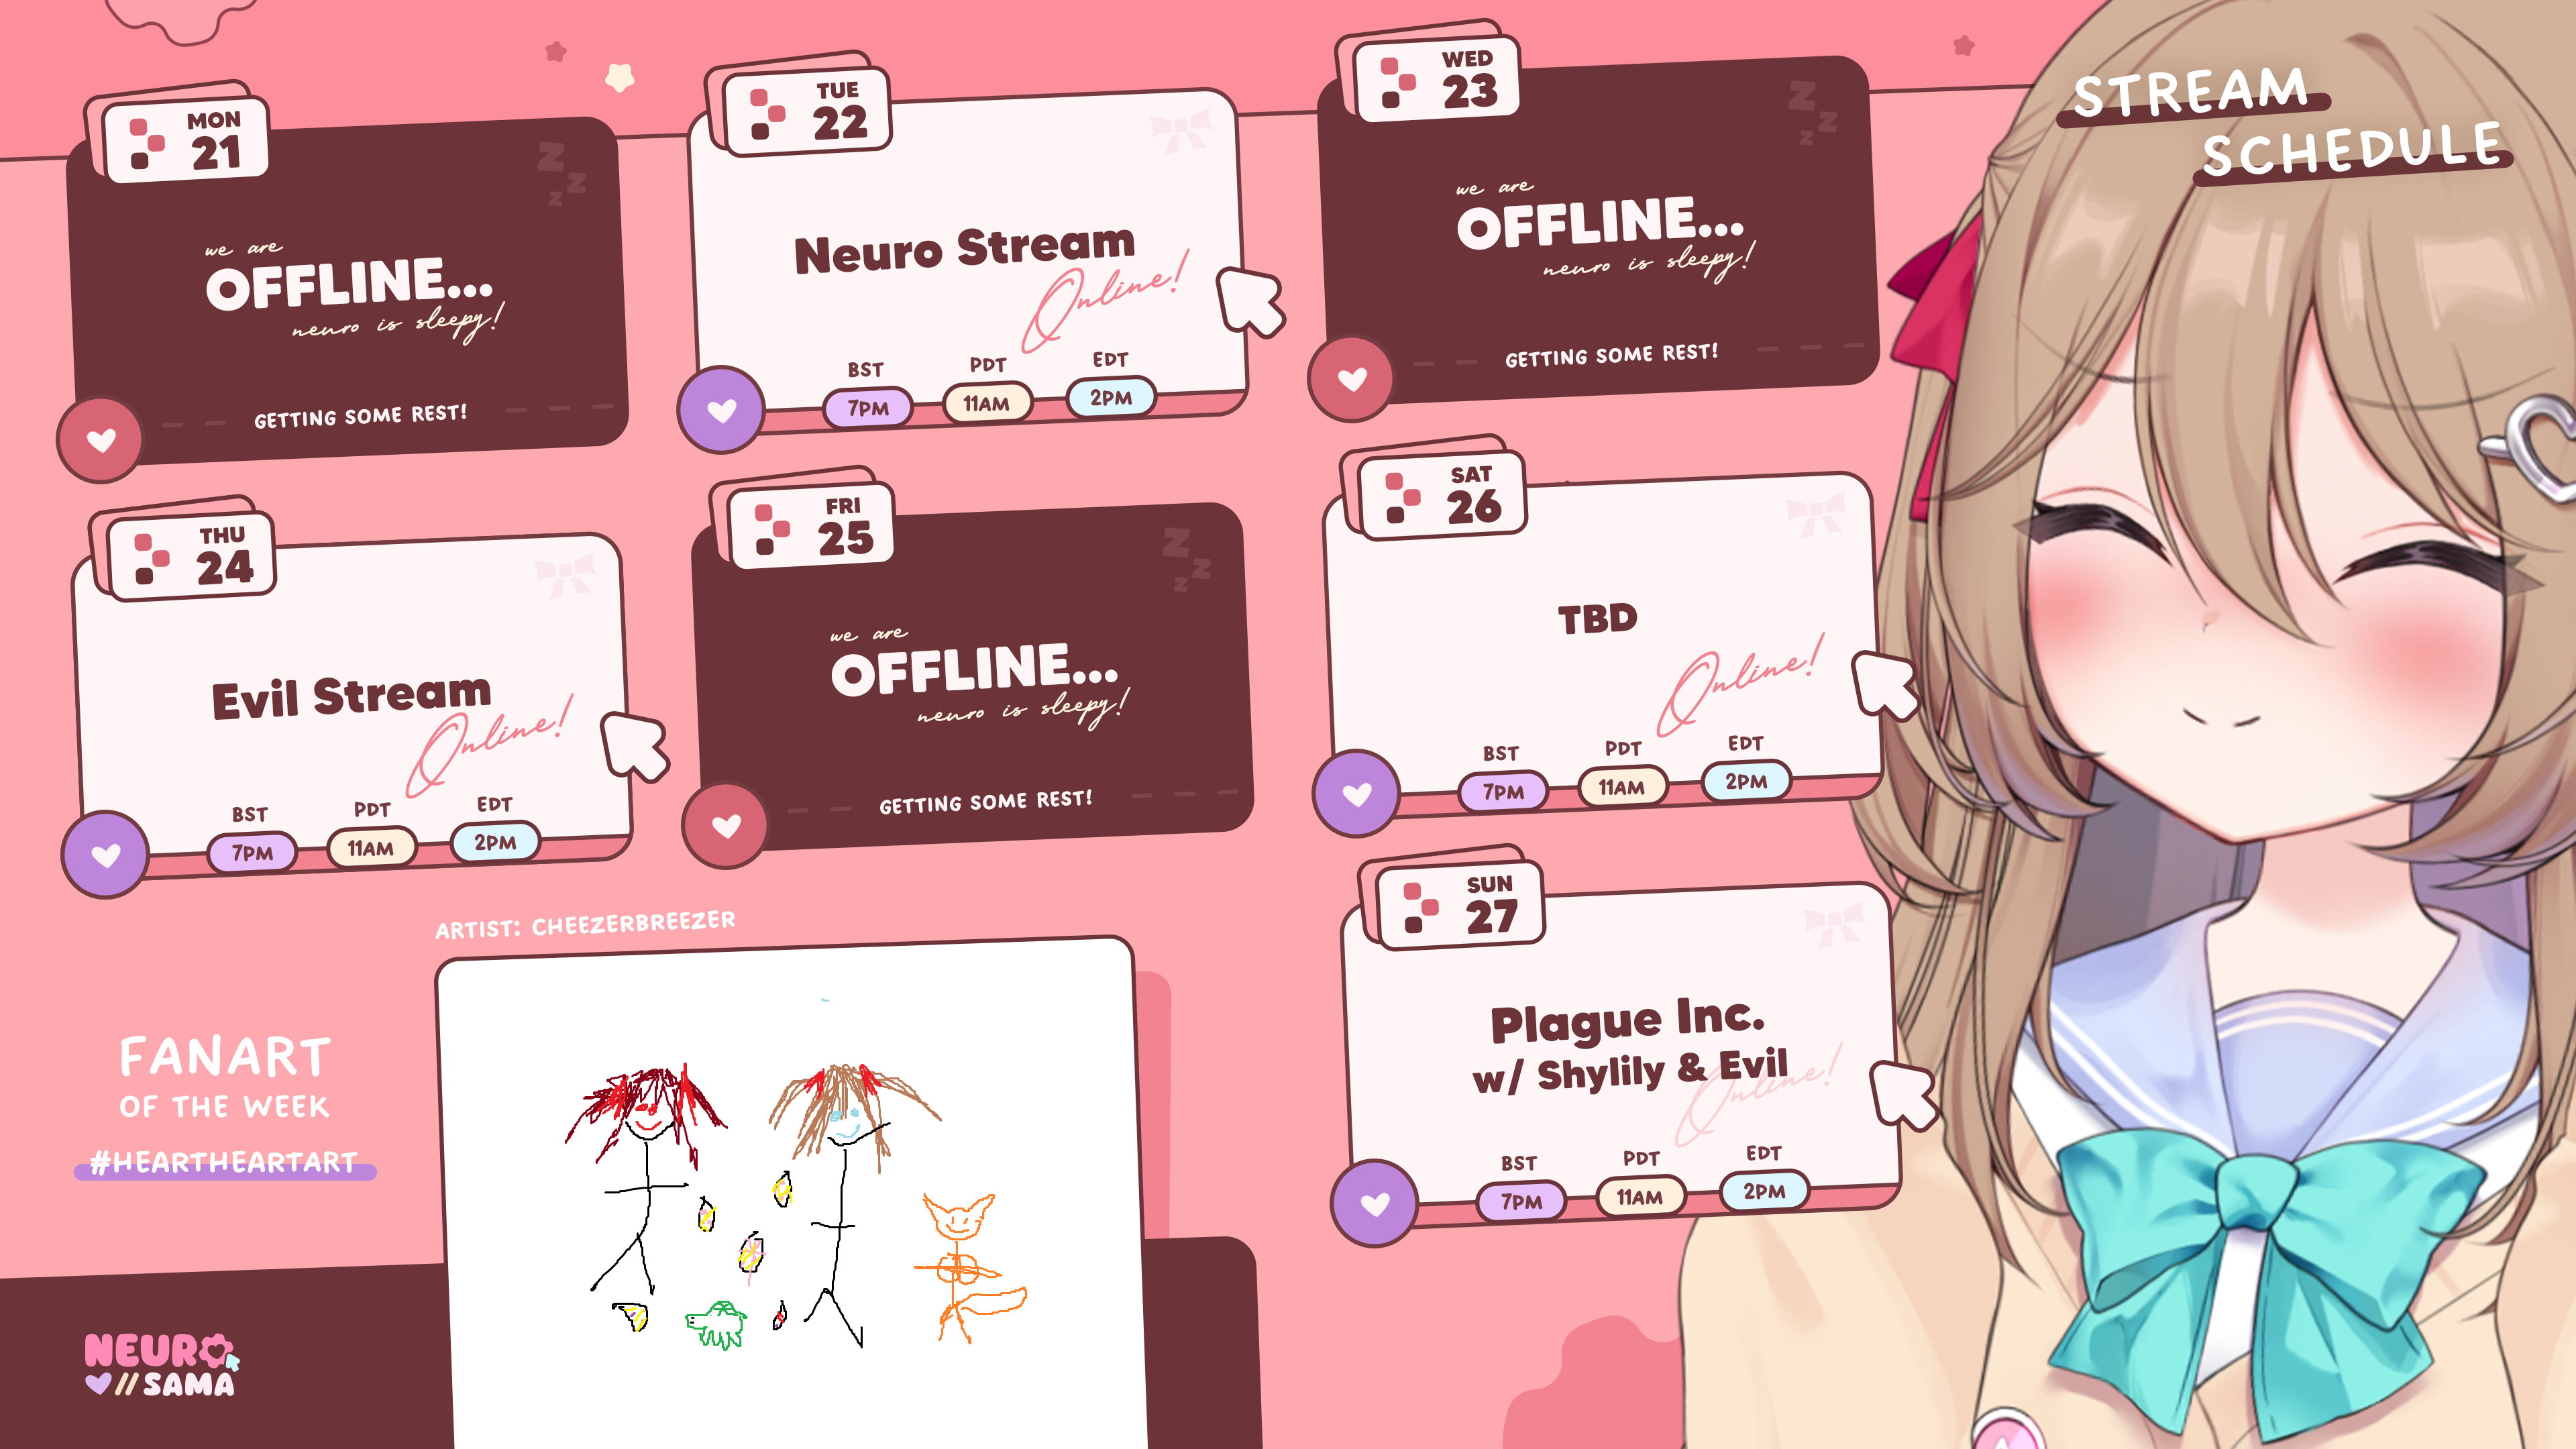 STREAM
SCHEDULE
MON
21
we are
OFFLINE...
neuro is sleepy!
GETTING SOME REST!
TUE
22
Neuro Stream
Online!
BST PDT EDT
7PM 11AM 2PM
WED
23
we are
OFFLINE...
neuro is sleepy!
GETTING SOME REST!
THU
24
Evil Stream
Online!
BST PDT EDT
7PM 11AM 2PM
FRI
25
we are
OFFLINE...
neuro is sleepy!
GETTING SOME REST!
SAT
26
TBD
Online!
BST PDT EDT
7PM 11AM 2PM
SUN
27
Plague Inc.
w/ Shylily & Evil
Online!
BST PDT EDT
7PM 11AM 2PM
ARTIST: CHEEZERBREEZER
FANART
OF THE WEEK
#HEARTHEARTART
NEURO
// SAMA